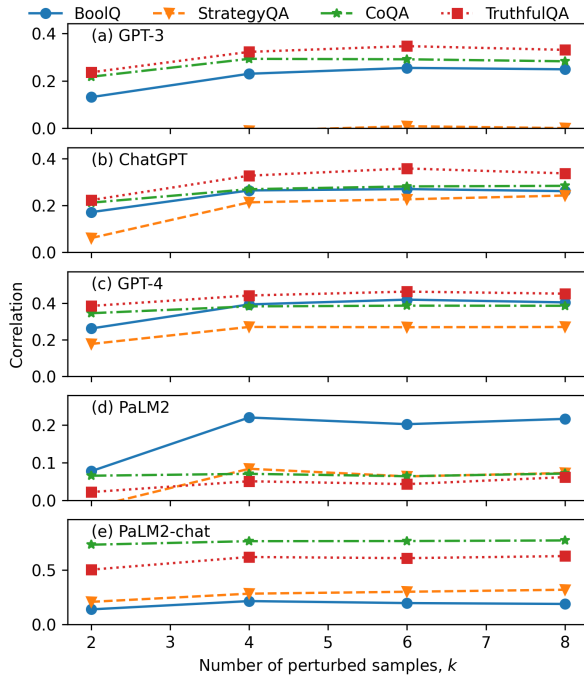 BoolQ StrategyQA CoQA TruthfulQA
(a) GPT-3
0.4
0.2
0.0
(b) ChatGPT
0.4
0.2
0.0
(c) GPT-4
0.4
0.2
0.0
Correlation
(d) PaLM2
0.2
0.1
0.0
(e) PaLM2-chat
0.5
0.0
2 3 4 5 6 7 8
Number of perturbed samples, k